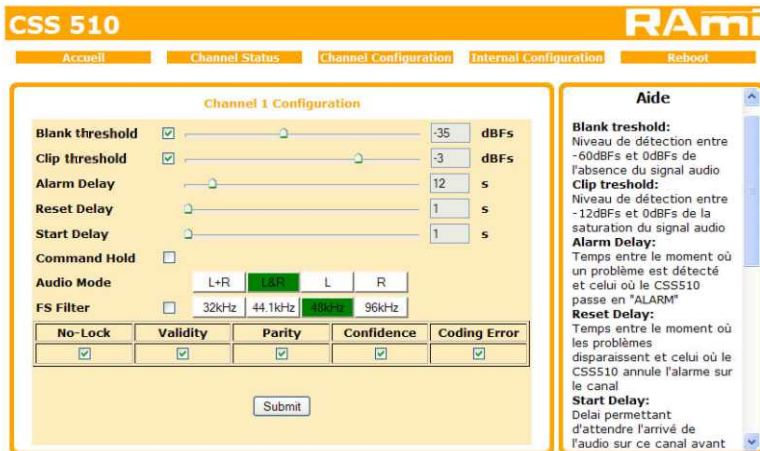 CSS 510
RAmi
Accueil Channel Status Channel Configuration Internal Configuration Reboot
Channel 1 Configuration
Blank threshold -35 dBFs
Clip threshold -3 dBFs
Alarm Delay 12 s
Reset Delay 1 s
Start Delay 1 s
Command Hold
Audio Mode L+R L&R L R
FS Filter 32kHz 44.1kHz 48kHz 96kHz
No-Lock Validity Parity Confidence Coding Error
Submit
Aide
Blank treshold:
Niveau de détection entre
-60dBFs et 0dBFs de
l'absence du signal audio
Clip treshold:
Niveau de détection entre
-12dBFs et 0dBFs de la
saturation du signal audio
Alarm Delay:
Temps entre le moment où
un problème est détecté
et celui où le CSS510
passe en "ALARM"
Reset Delay:
Temps entre le moment où
les problèmes
disparaissent et celui où le
CSS510 annule l'alarme sur
le canal
Start Delay:
Delai permettant
d'attendre l'arrivé de
l'audio sur ce canal avant